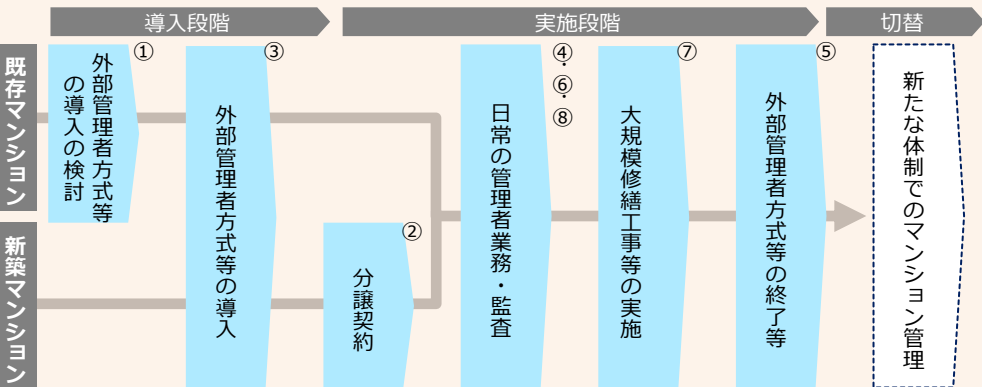 導入段階
実施段階
切替
既存マンション
新築マンション
①
外部管理者方式等
の導入の検討
③
外部管理者方式等の導入
②
分譲契約
④・⑥・⑧
日常の管理者業務・監査
⑦
大規模修繕工事等の実施
⑤
外部管理者方式等の終了等
新たな体制でのマンション管理